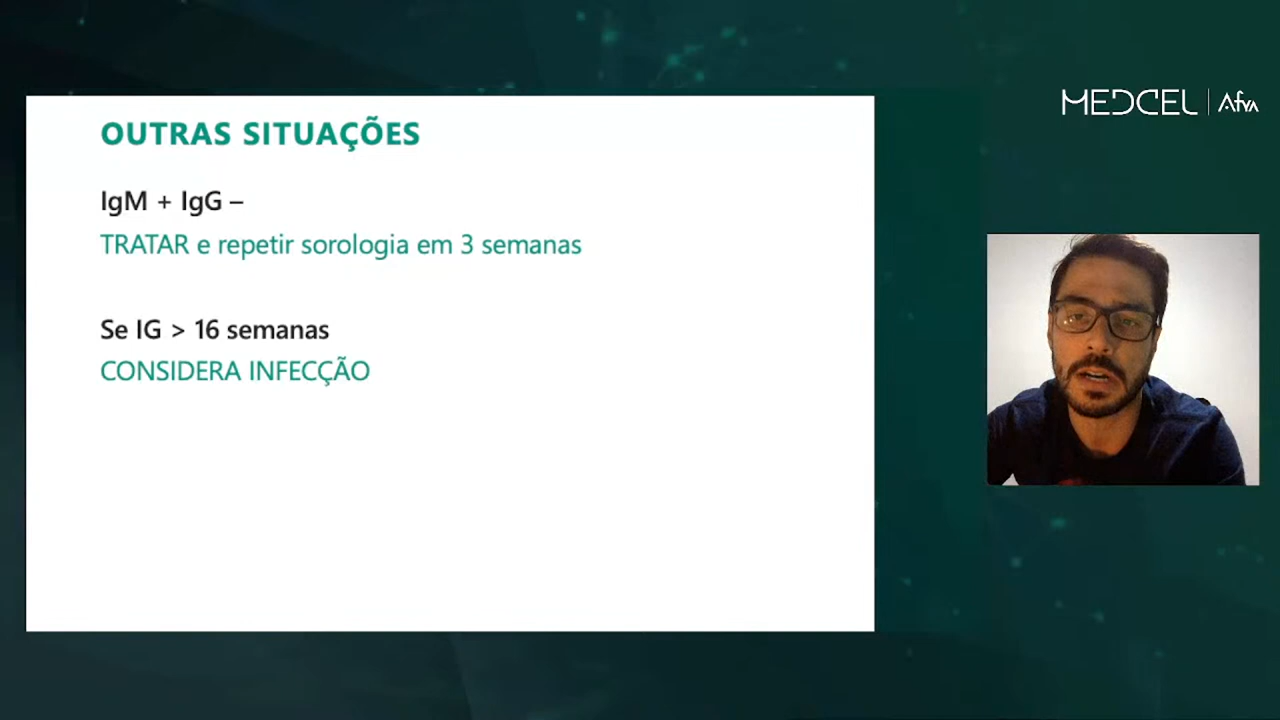 OUTRAS SITUAÇÕES
IgM + IgG –
TRATAR e repetir sorologia em 3 semanas
Se IG > 16 semanas
CONSIDERA INFECÇÃO
MEDCEL | Afya